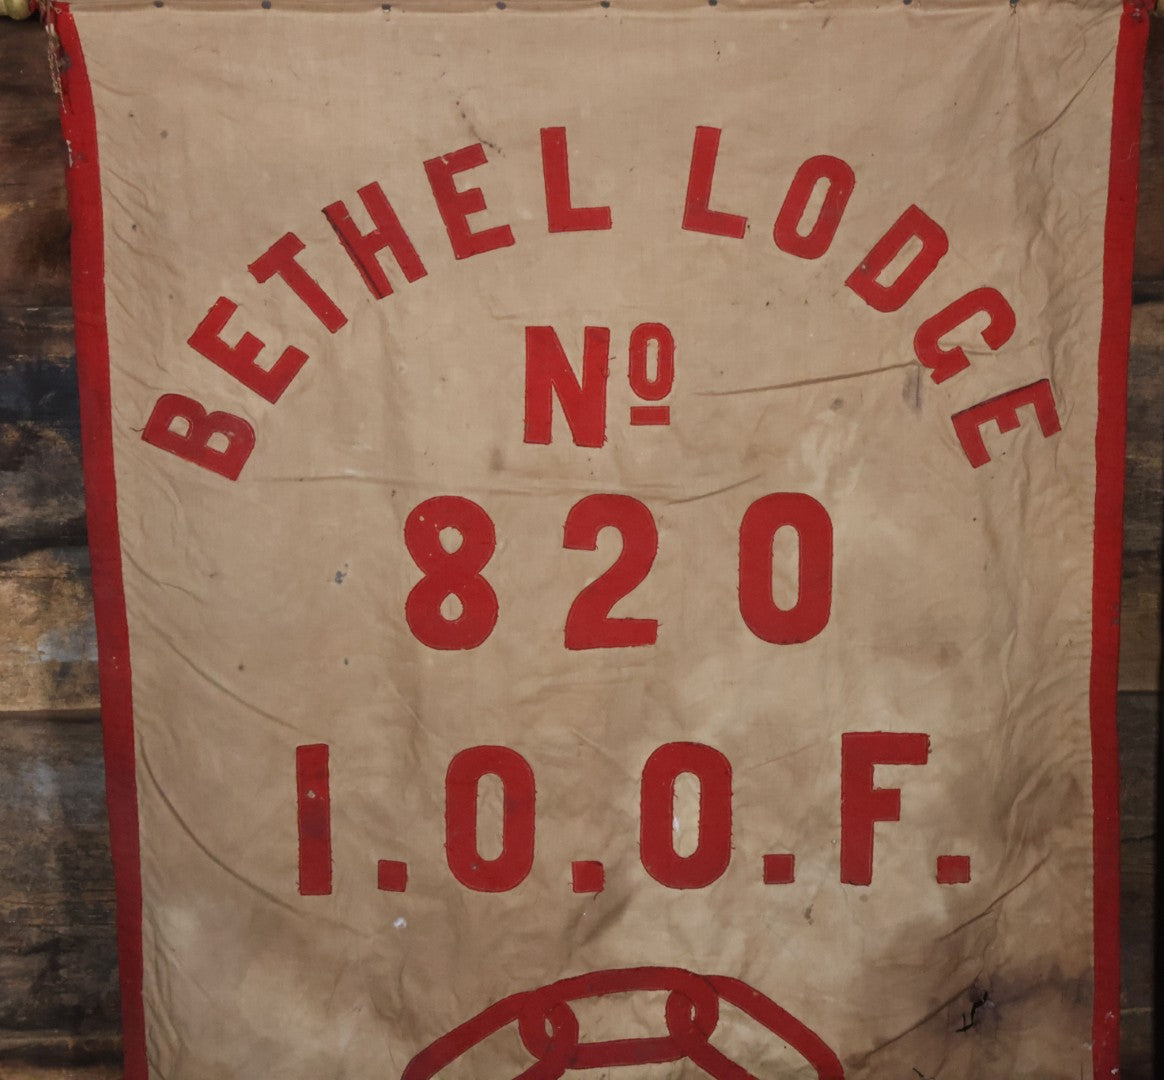 BETHEL LODGE
Nº
820
I.O.O.F.